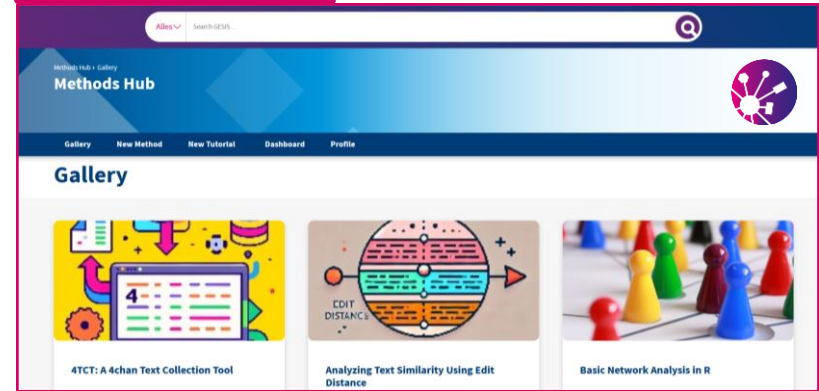 Alles
Search GESIS...
Methods Hub › Gallery
Methods Hub
Gallery New Method New Tutorial Dashboard Profile
Gallery
4
EDIT
DISTANCE
4TCT: A 4chan Text Collection Tool
Analyzing Text Similarity Using Edit
Distance
Basic Network Analysis in R